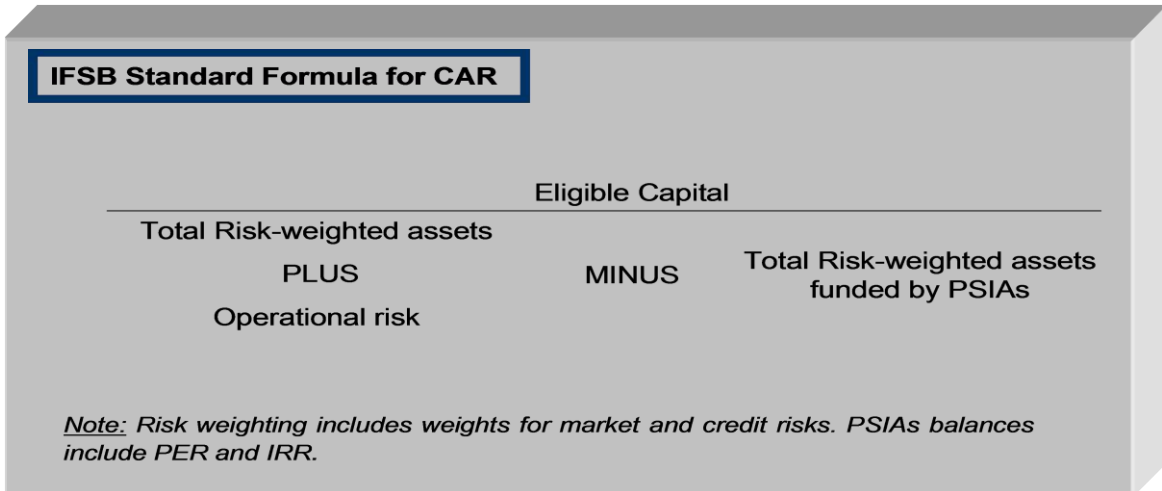 IFSB Standard Formula for CAR
Eligible Capital
Total Risk-weighted assets
PLUS
Operational risk
MINUS
Total Risk-weighted assets
funded by PSIAs
Note: Risk weighting includes weights for market and credit risks. PSIAs balances
include PER and IRR.